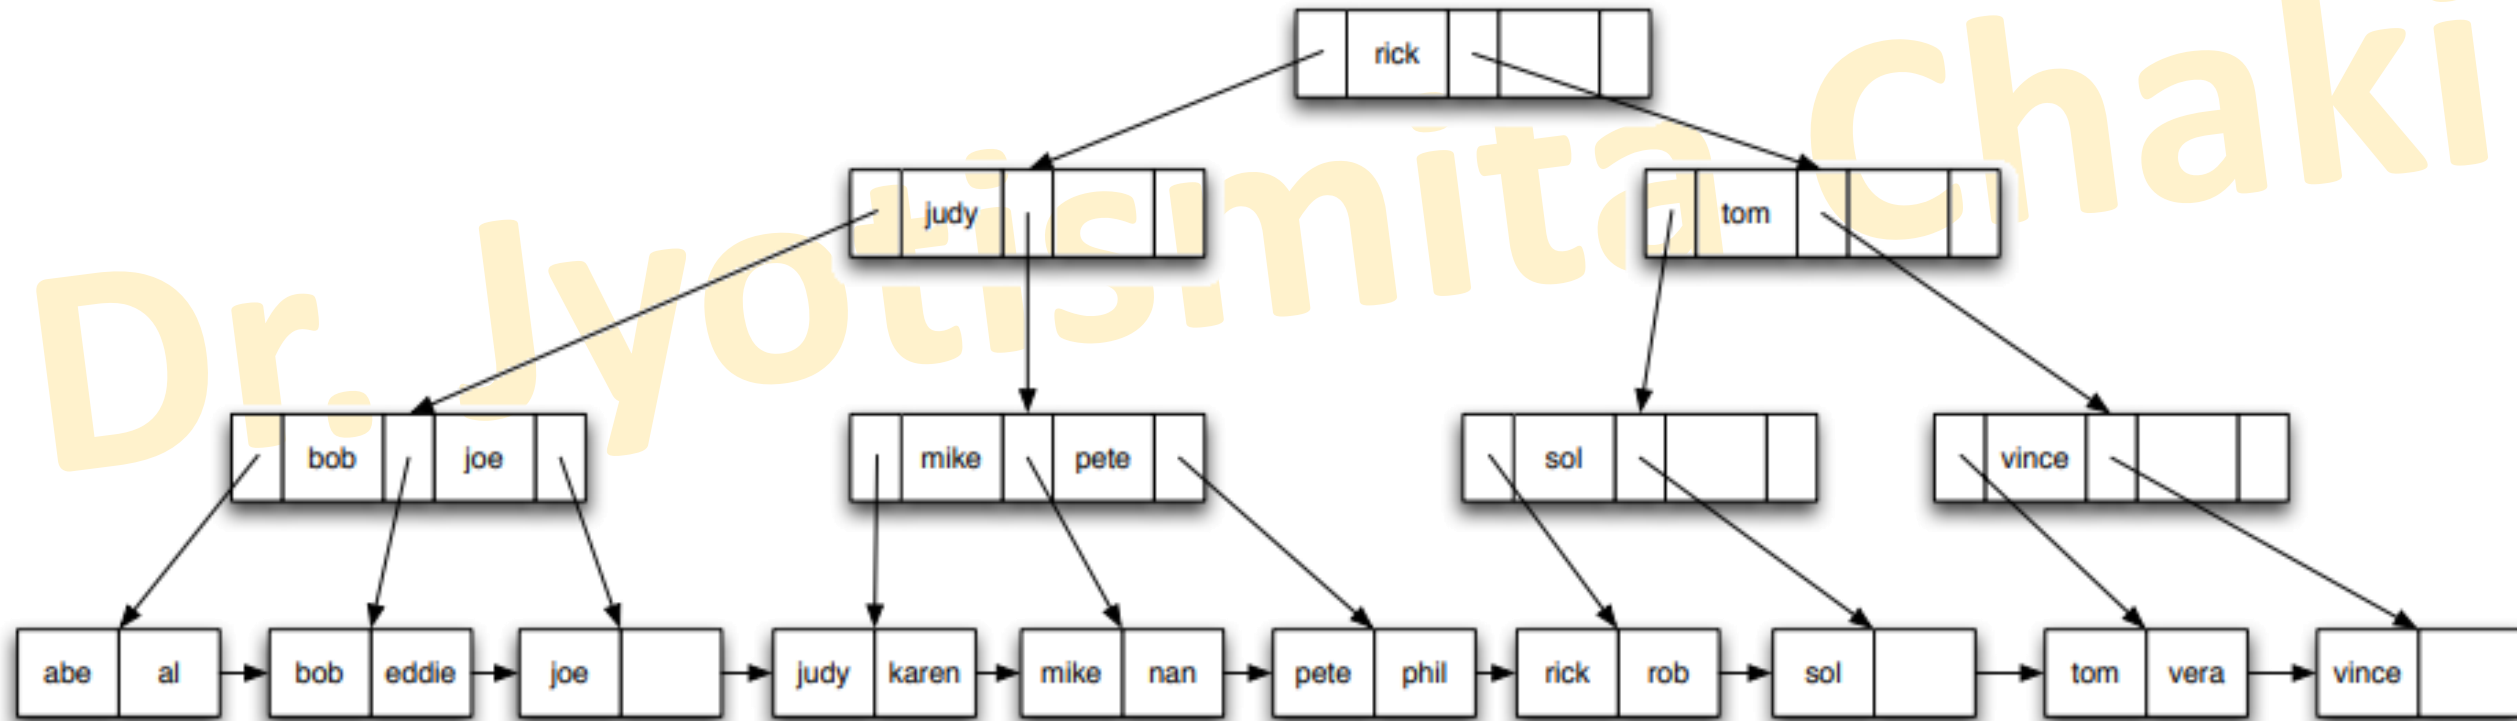 rick
judy tom
bob joe mike pete sol vince
abe al bob eddie joe judy karen mike nan pete phil rick rob sol tom vera vince
Dr. Jyotismita Chaki